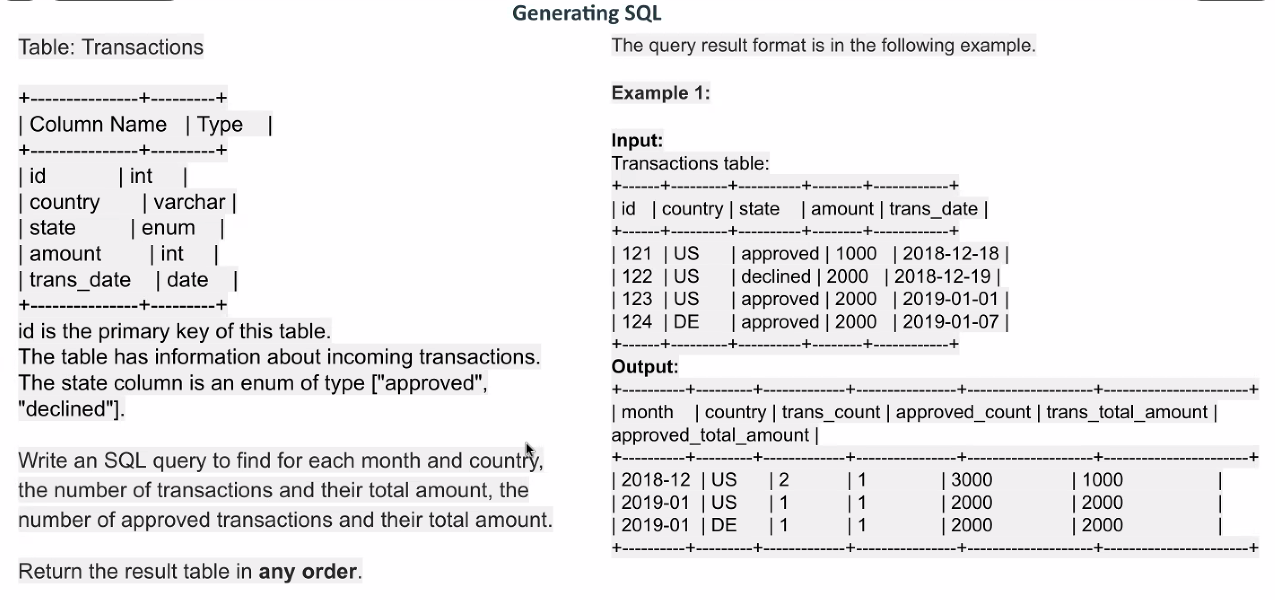 Generating SQL
Table: Transactions
+---------------+---------+
| Column Name | Type |
+---------------+---------+
| id | int |
| country | varchar |
| state | enum |
| amount | int |
| trans_date | date |
+---------------+---------+
id is the primary key of this table.
The table has information about incoming transactions.
The state column is an enum of type ["approved",
"declined"].
Write an SQL query to find for each month and country,
the number of transactions and their total amount, the
number of approved transactions and their total amount.
Return the result table in any order.
The query result format is in the following example.
Example 1:
Input:
Transactions table:
+------+---------+----------+--------+------------+
| id | country | state | amount | trans_date |
+------+---------+----------+--------+------------+
| 121 | US | approved | 1000 | 2018-12-18 |
| 122 | US | declined | 2000 | 2018-12-19 |
| 123 | US | approved | 2000 | 2019-01-01 |
| 124 | DE | approved | 2000 | 2019-01-07 |
+------+---------+----------+--------+------------+
Output:
+----------+---------+-------------+----------------+--------------------+-----------------------+
| month | country | trans_count | approved_count | trans_total_amount |
approved_total_amount |
+----------+---------+-------------+----------------+--------------------+-----------------------+
| 2018-12 | US | 2 | 1 | 3000 | 1000 |
| 2019-01 | US | 1 | 1 | 2000 | 2000 |
| 2019-01 | DE | 1 | 1 | 2000 | 2000 |
+----------+---------+-------------+----------------+--------------------+-----------------------+